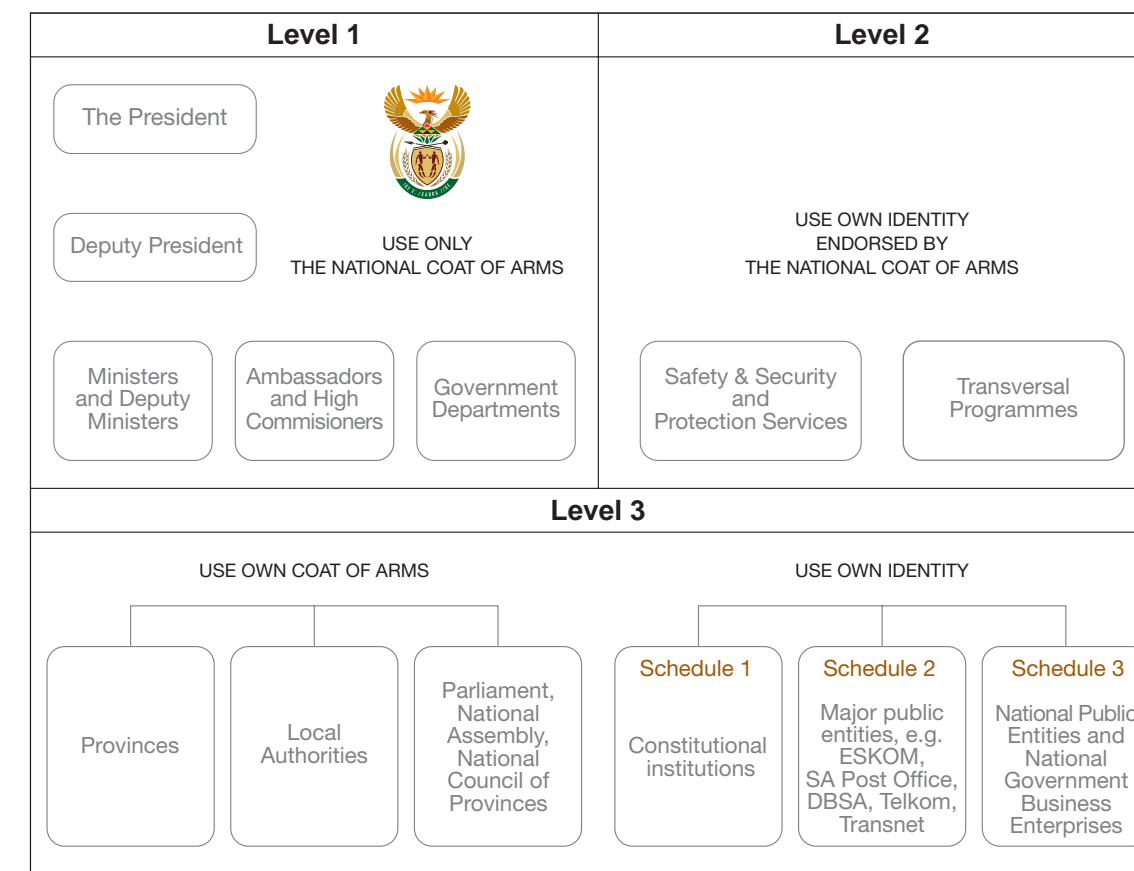 Level 1
Level 2
The President
Deputy President
USE ONLY
THE NATIONAL COAT OF ARMS
USE OWN IDENTITY
ENDORSED BY
THE NATIONAL COAT OF ARMS
Ministers
and Deputy
Ministers
Ambassadors
and High
Commisioners
Government
Departments
Safety & Security
and
Protection Services
Transversal
Programmes
Level 3
USE OWN COAT OF ARMS
USE OWN IDENTITY
Provinces
Local
Authorities
Parliament,
National
Assembly,
National
Council of
Provinces
Schedule 1
Constitutional
institutions
Schedule 2
Major public
entities, e.g.
ESKOM,
SA Post Office,
DBSA, Telkom,
Transnet
Schedule 3
National Public
Entities and
National
Government
Business
Enterprises